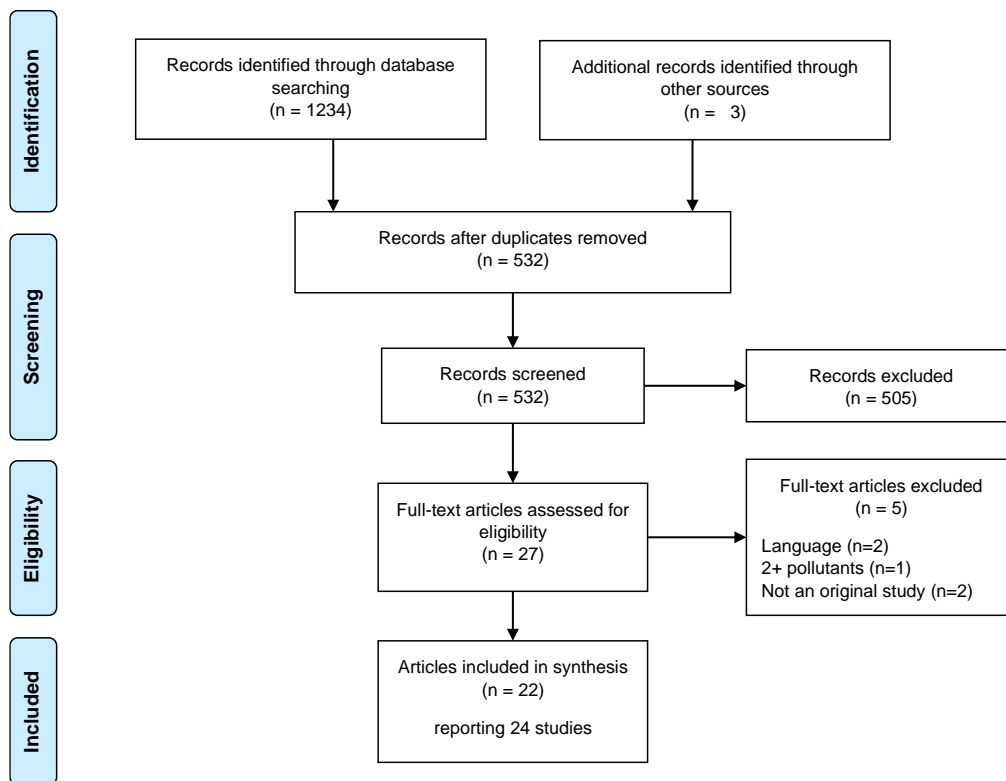 Identification
Records identified through database
searching
(n = 1234)
Additional records identified through
other sources
(n = 3)
Screening
Records after duplicates removed
(n = 532)
Records screened
(n = 532)
Records excluded
(n = 505)
Eligibility
Full-text articles assessed for
eligibility
(n = 27)
Full-text articles excluded
(n = 5)
Language (n=2)
2+ pollutants (n=1)
Not an original study (n=2)
Included
Articles included in synthesis
(n = 22)
reporting 24 studies